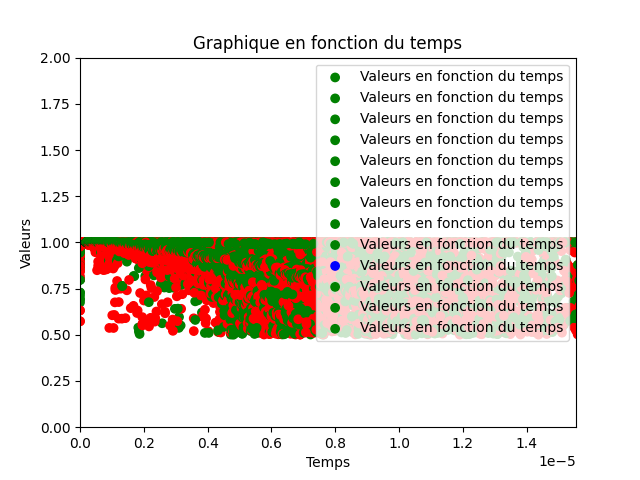 Graphique en fonction du temps
2.00
1.75
1.50
1.25
1.00
0.75
0.50
0.25
0.00
Valeurs
Valeurs en fonction du temps
Valeurs en fonction du temps
Valeurs en fonction du temps
Valeurs en fonction du temps
Valeurs en fonction du temps
Valeurs en fonction du temps
Valeurs en fonction du temps
Valeurs en fonction du temps
Valeurs en fonction du temps
Valeurs en fonction du temps
Valeurs en fonction du temps
Valeurs en fonction du temps
Valeurs en fonction du temps
0.0 0.2 0.4 0.6 0.8 1.0 1.2 1.4
1e−5
Temps